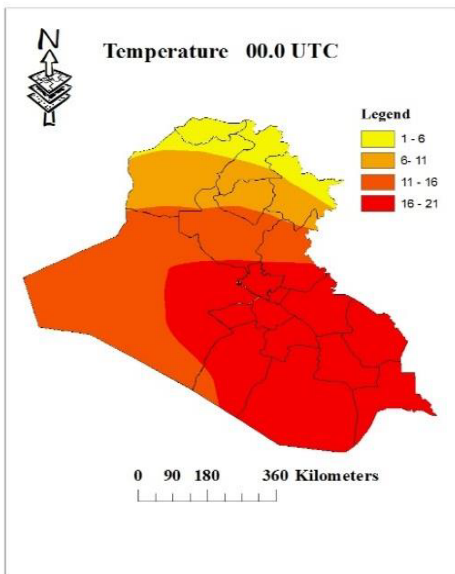 N
Temperature 00.0 UTC
Legend
1 - 6
6- 11
11 - 16
16 - 21
0 90 180 360 Kilometers